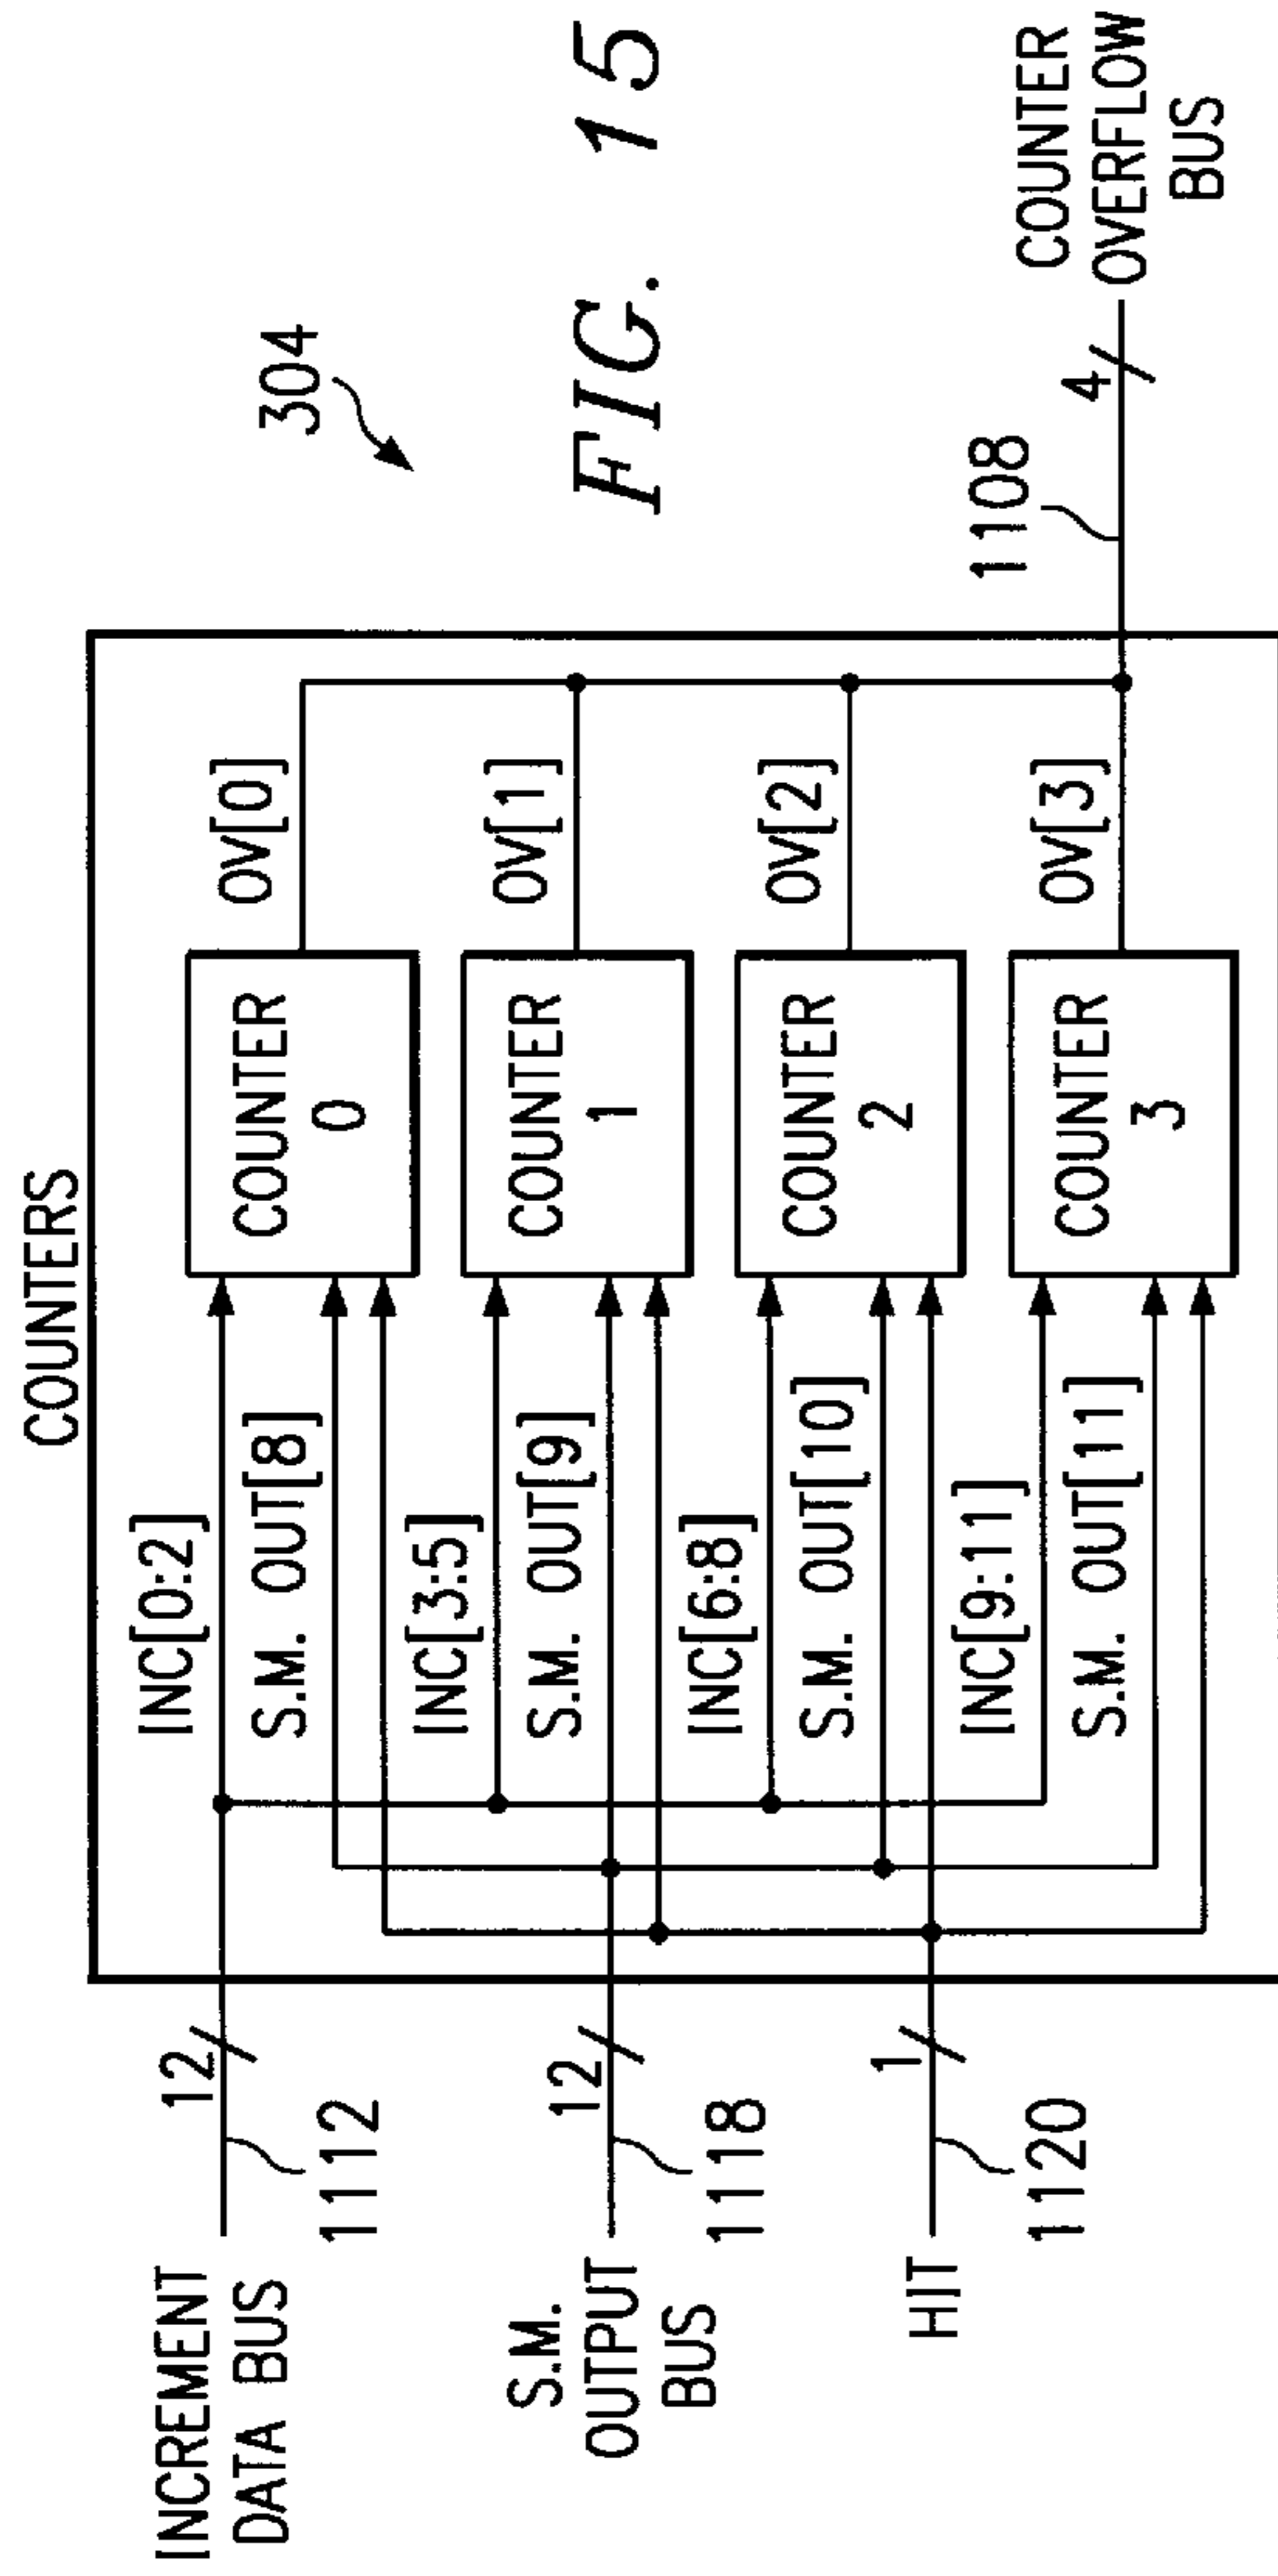 COUNTERS
304
FIG. 15
INCREMENT
DATA BUS
12
1112
S.M.
OUTPUT
BUS
12
1118
HIT
1
1120
INC[0:2]
S.M. OUT[8]
COUNTER
0
OV[0]
INC[3:5]
S.M. OUT[9]
COUNTER
1
OV[1]
INC[6:8]
S.M. OUT[10]
COUNTER
2
OV[2]
INC[9:11]
S.M. OUT[11]
COUNTER
3
OV[3]
1108
4
COUNTER
OVERFLOW
BUS